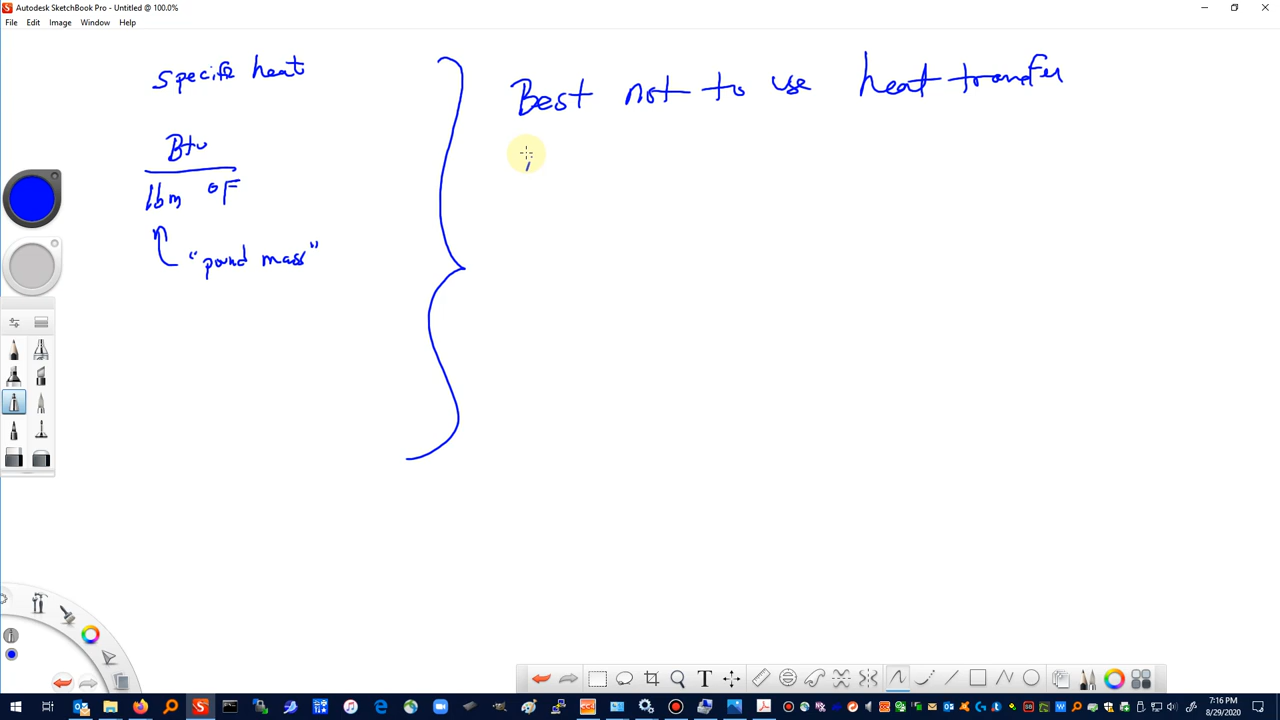 Autodesk SketchBook Pro - Untitled @ 100.0%
File Edit Image Window Help
specific heat
Btu
lbm °F
"pound mass"
Best not to use heat transfer
7:16 PM
8/29/2020